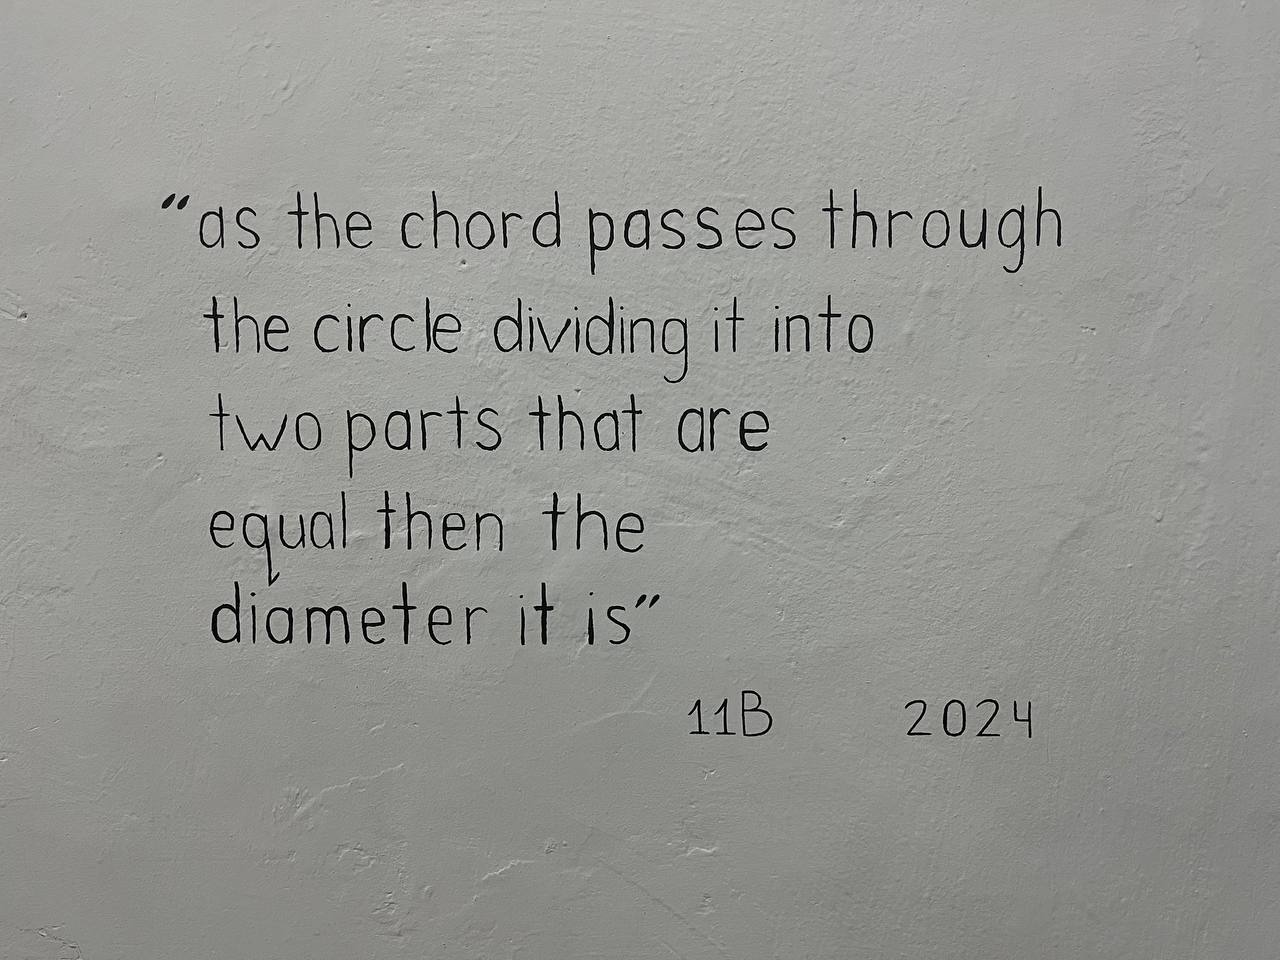 “as the chord passes through
the circle dividing it into
two parts that are
equal then the
diameter it is”
11B 2024